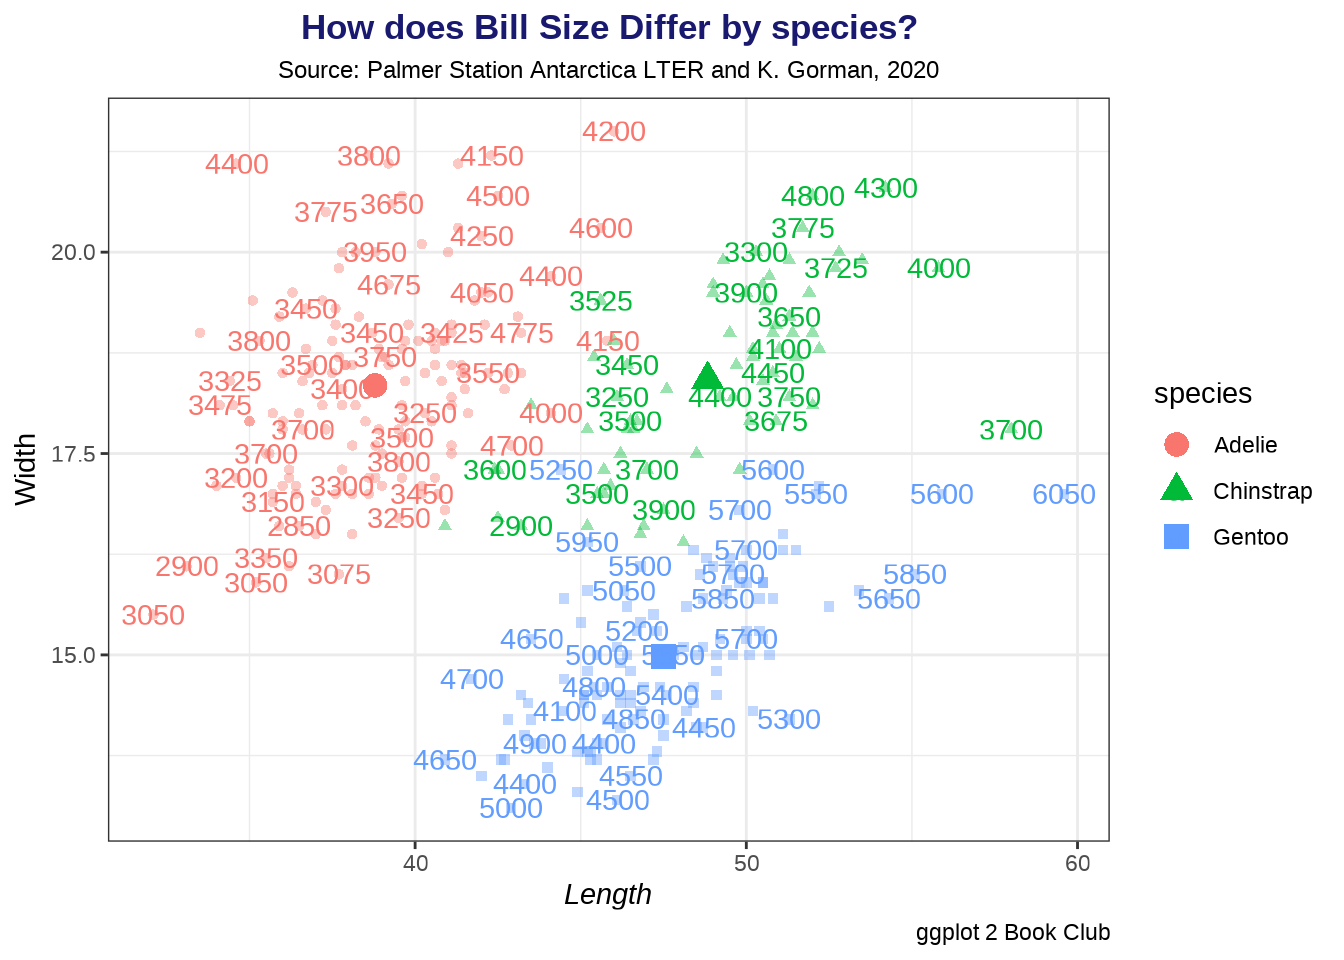 How does Bill Size Differ by species?
Source: Palmer Station Antarctica LTER and K. Gorman, 2020
4200
4400 3800 4150
4500 4800 4300
3775 3650
4250 4600 3775
20.0
3950 3300
4400 3725 4000
4675
4050 3525 3900
3450 3650
3800 3450 3425 4775 4150
3750 4100
3500 3550 3450 4450
3325 3400
3475 3250 4000 3250 4400 3750
3700 3500 3500 3675 3700
17.5
3700 3800 4700
3200 3600 5250 3700 5600
3150 3300 3450 3500 5350 5600 6050
2850 3250 2900 3900 5700
5950
2900 3350 3075 5500 5700 5700 5850
3050 5050 5850 5650
3050
4650 5200 5700
15.0
5000
4700 4800 5400
4100 4850 4450 5300
4650 4900 4400
4400 4550
5000 4500
40 50 60
Width
Length
species
Adelie
Chinstrap
Gentoo
ggplot 2 Book Club